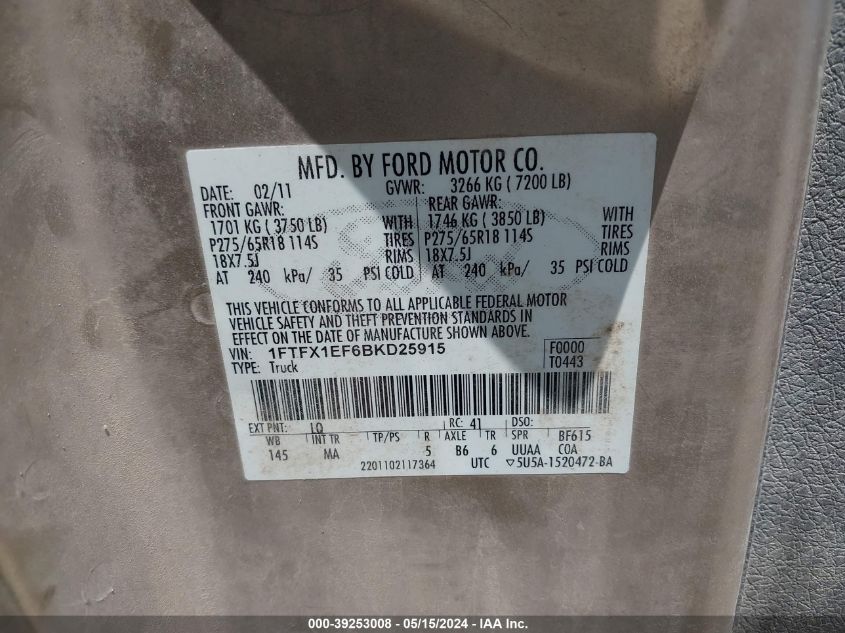 MFD. BY FORD MOTOR CO.
DATE: 02/11 GVWR: 3266 KG ( 7200 LB)
FRONT GAWR: REAR GAWR:
1701 KG ( 3750 LB) WITH 1746 KG ( 3850 LB) WITH
P275/65R18 114S TIRES P275/65R18 114S TIRES
18X7.5J RIMS 18X7.5J RIMS
AT 240 kPa/ 35 PSI COLD AT 240 kPa/ 35 PSI COLD
THIS VEHICLE CONFORMS TO ALL APPLICABLE FEDERAL MOTOR
VEHICLE SAFETY AND THEFT PREVENTION STANDARDS IN
EFFECT ON THE DATE OF MANUFACTURE SHOWN ABOVE.
VIN: 1FTFX1EF6BKD25915 F0000
TYPE: Truck T0443
EXT PNT: LQ RC: 41 DSO:
WB INT TR TP/PS R AXLE TR SPR BF615
145 MA 5 B6 6 UUAA COA
2201102117364 UTC ▽5U5A-1520472-BA
000-39253008 - 05/15/2024 - IAA Inc.